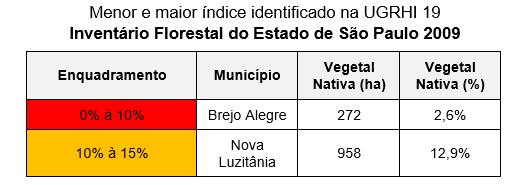 Menor e maior índice identificado na UGRHI 19
Inventário Florestal do Estado de São Paulo 2009
Enquadramento Município Vegetal Nativa (ha) Vegetal Nativa (%)
0% à 10% Brejo Alegre 272 2,6%
10% à 15% Nova Luzitânia 958 12,9%